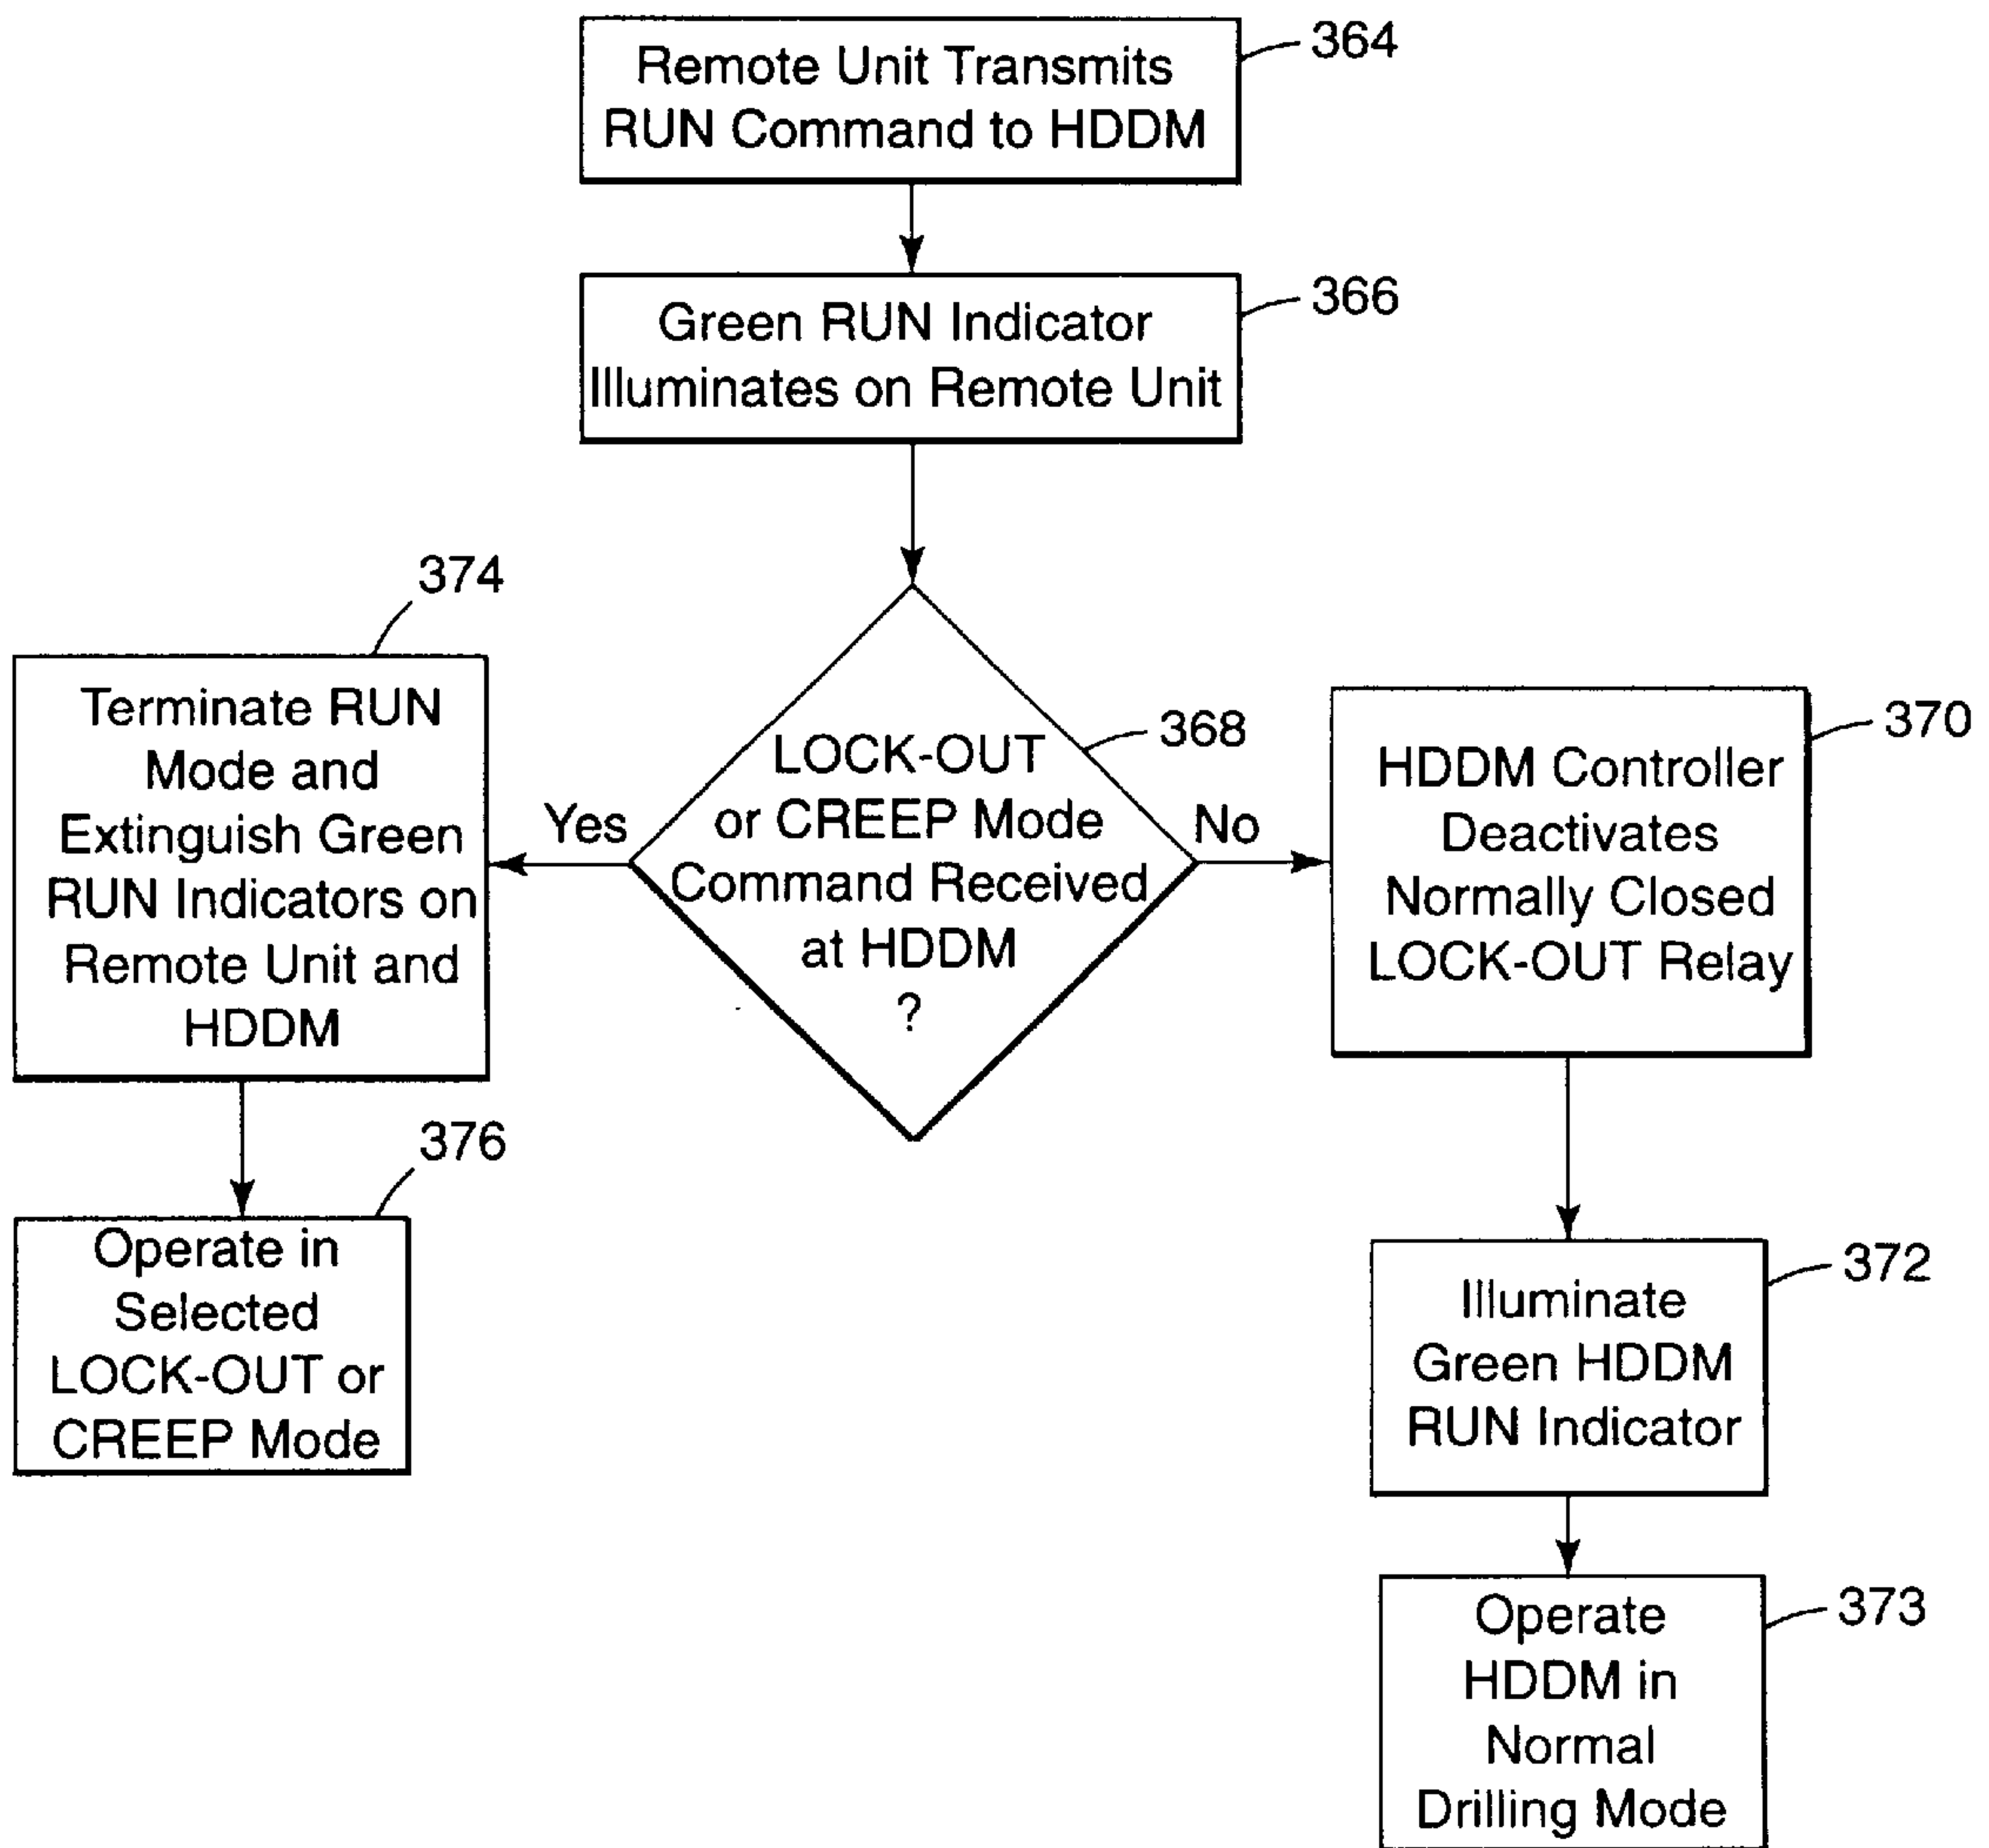 Remote Unit Transmits
RUN Command to HDDM
364
Green RUN Indicator
Illuminates on Remote Unit
366
LOCK-OUT
or CREEP Mode
Command Received
at HDDM
?
368
Yes
No
374
Terminate RUN
Mode and
Extinguish Green
RUN Indicators on
Remote Unit and
HDDM
376
Operate in
Selected
LOCK-OUT or
CREEP Mode
370
HDDM Controller
Deactivates
Normally Closed
LOCK-OUT Relay
372
Illuminate
Green HDDM
RUN Indicator
373
Operate
HDDM in
Normal
Drilling Mode